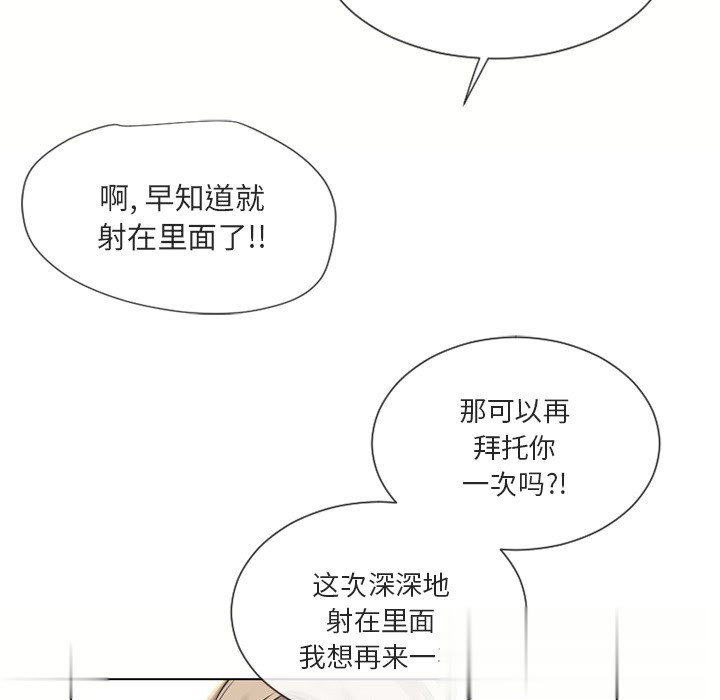 啊, 早知道就
射在里面了!!
那可以再
拜托你
一次吗?!
这次深深地
射在里面
我想再来一